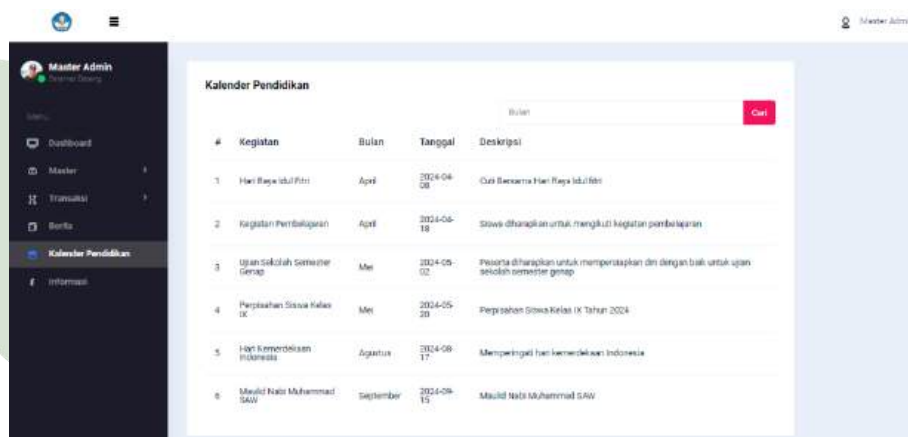 Master Admin
Master Admin
Selamat Datang
Menu
Dashboard
Master
Transaksi
Berita
Kalender Pendidikan
Informasi
Kalender Pendidikan
Bulan Cari
# Kegiatan Bulan Tanggal Deskripsi
1 Hari Raya Idul Fitri April 2024-04-
08 Cuti Bersama Hari Raya Idul fitri
2 Kegiatan Pembelajaran April 2024-04-
18 Siswa diharapkan untuk mengikuti kegiatan pembelajaran
3 Ujian Sekolah Semester
Genap Mei 2024-05-
02 Peserta diharapkan untuk mempersiapkan diri dengan baik untuk ujian
sekolah semester genap
4 Perpisahan Siswa Kelas
IX Mei 2024-05-
20 Perpisahan Siswa Kelas IX Tahun 2024
5 Hari Kemerdekaan
Indonesia Agustus 2024-08-
17 Memperingati hari kemerdekaan Indonesia
6 Maulid Nabi Muhammad
SAW September 2024-09-
15 Maulid Nabi Muhammad SAW